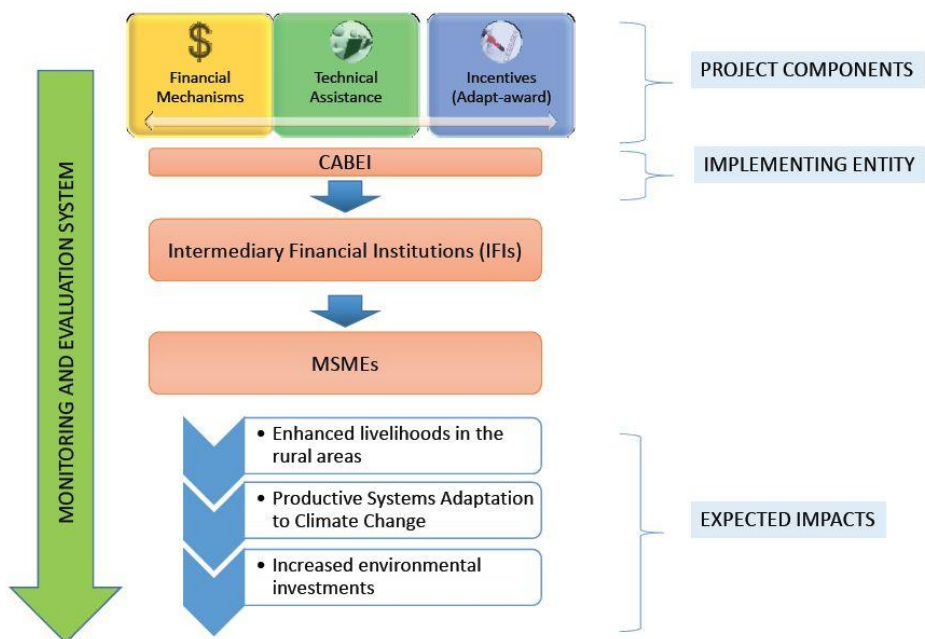 $
Financial
Mechanisms
Technical
Assistance
Incentives
(Adapt-award)
PROJECT COMPONENTS
CABEI
IMPLEMENTING ENTITY
Intermediary Financial Institutions (IFIs)
MSMEs
MONITORING AND EVALUATION SYSTEM
• Enhanced livelihoods in the
rural areas
• Productive Systems Adaptation
to Climate Change
• Increased environmental
investments
EXPECTED IMPACTS